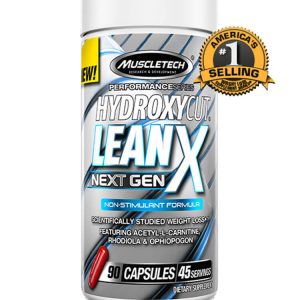 AMERICA'S
#1
SELLING
NEW!
MUSCLETECH
RESEARCH & DEVELOPMENT
PERFORMANCE SERIES
HYDROXYCUT
LEAN X
NEXT GEN
NON-STIMULANT FORMULA
SCIENTIFICALLY STUDIED WEIGHT LOSS
FEATURING ACETYL-L-CARNITINE,
RHODIOLA & OPHIOPOGON
90 CAPSULES 45 SERVINGS
DIETARY SUPPLEMENT